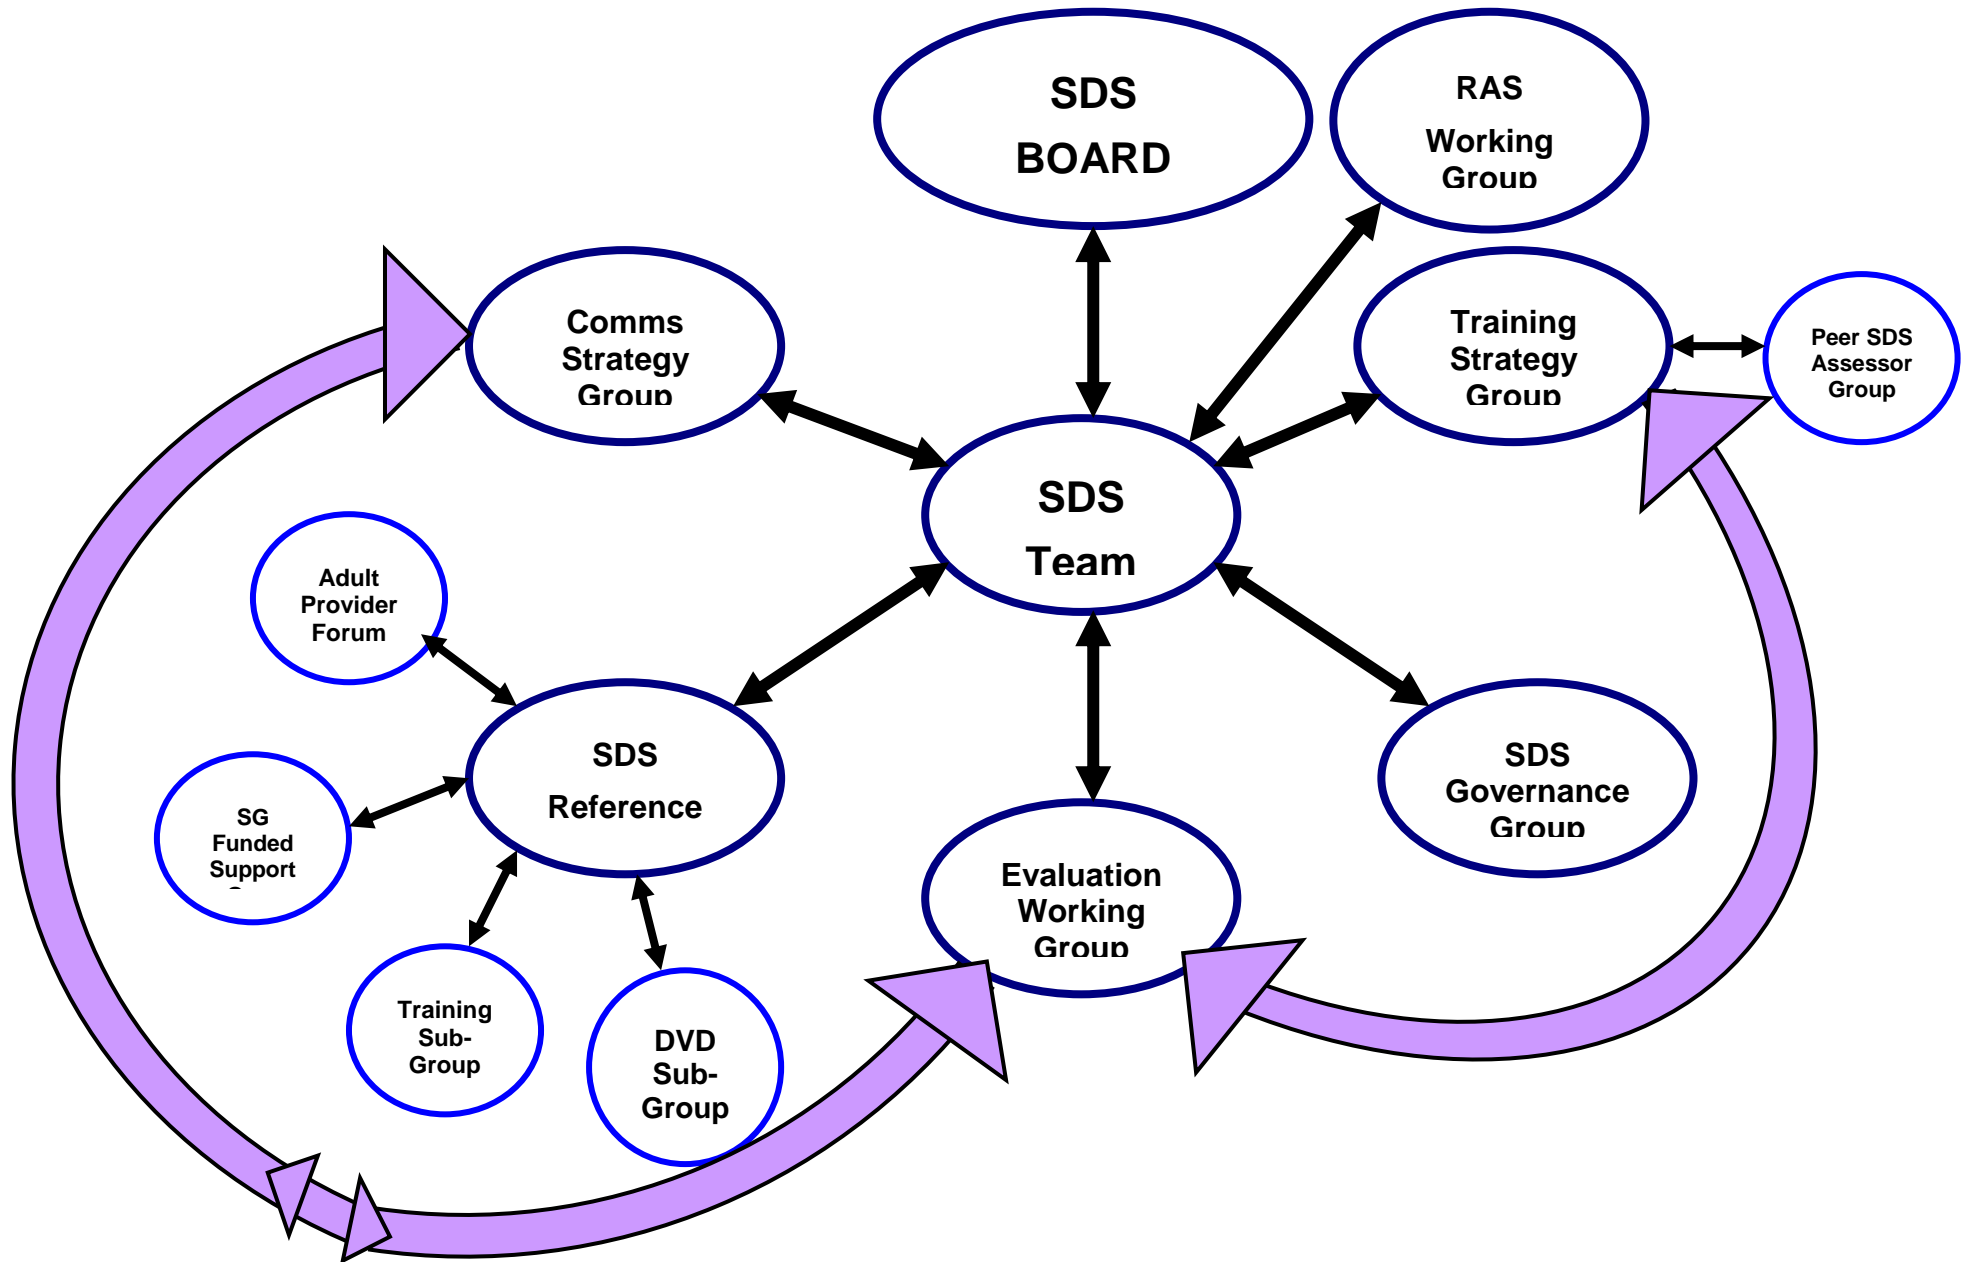 SDS
BOARD
RAS
Working
Group
Comms
Strategy
Group
Training
Strategy
Group
Peer SDS
Assessor
Group
SDS
Team
Adult
Provider
Forum
SDS
Reference
SDS
Governance
Group
SG
Funded
Support
Evaluation
Working
Group
Training
Sub-
Group
DVD
Sub-
Group